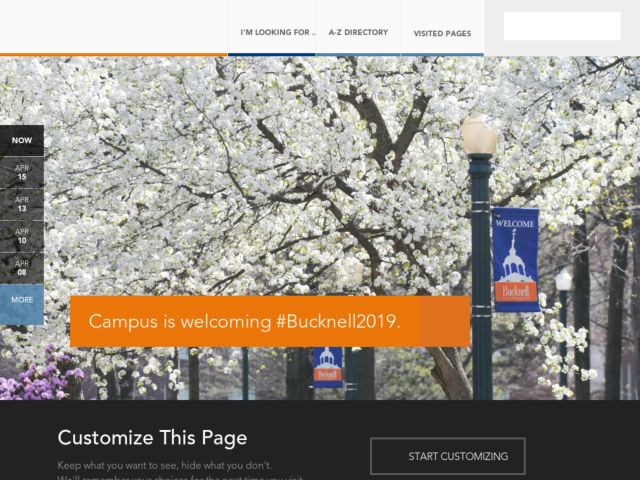 I'M LOOKING FOR ..
A-Z DIRECTORY
VISITED PAGES
NOW
APR
15
APR
13
APR
10
APR
08
MORE
WELCOME
Bucknell
UNIVERSITY
Campus is welcoming #Bucknell2019.
Bucknell
Customize This Page
Keep what you want to see, hide what you don't.
We'll remember your choices for the next time you visit
START CUSTOMIZING